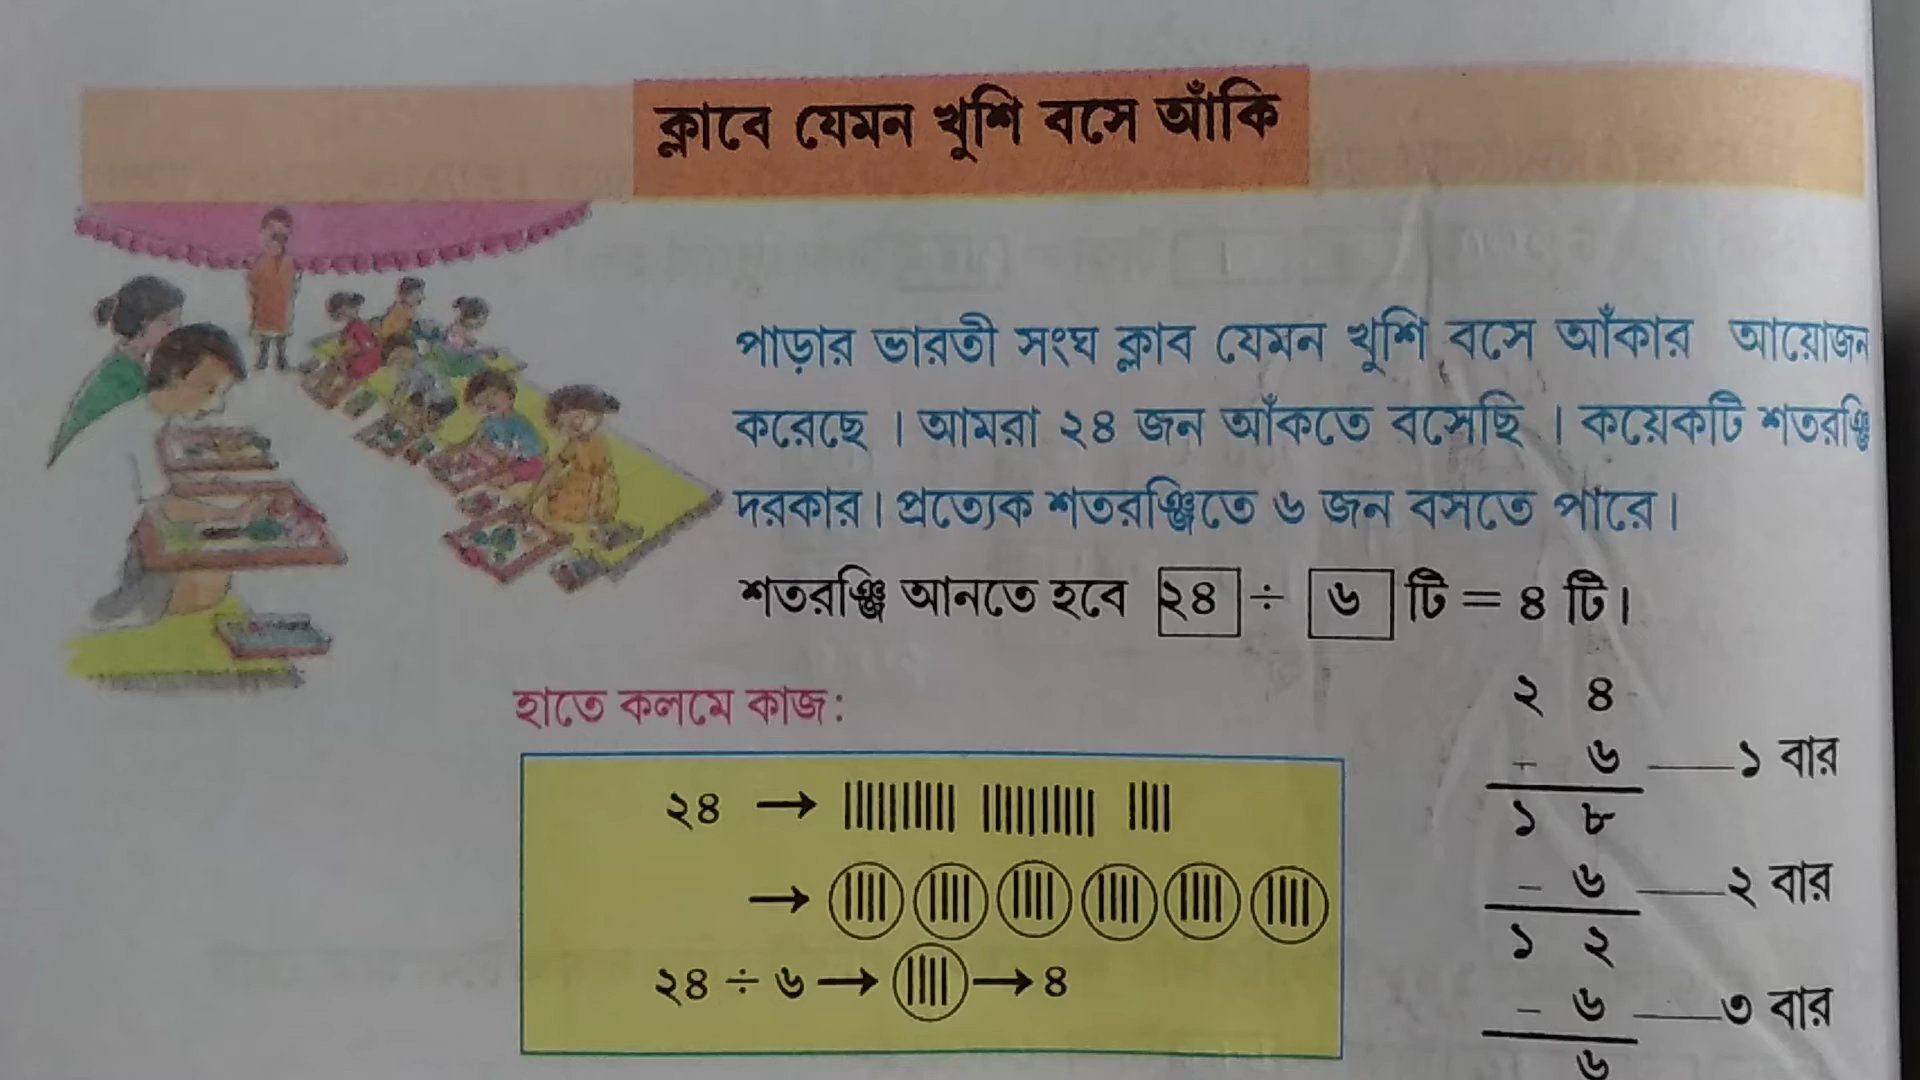 ক্লাবে যেমন খুশি বসে আঁকি
পাড়ার ভারতী সংঘ ক্লাব যেমন খুশি বসে আঁকার আয়োজন
করেছে । আমরা ২৪ জন আঁকতে বসেছি । কয়েকটি শতরঞ্জি
দরকার। প্রত্যেক শতরঞ্জিতে ৬ জন বসতে পারে।
শতরঞ্জি আনতে হবে ২৪ ÷ ৬ টি = ৪ টি।
হাতে কলমে কাজ:
২৪ → |||||||||| |||||||||| ||||
→ |||| |||| |||| |||| |||| ||||
২৪ ÷ ৬ → |||| → ৪
২ ৪
+ ৬ —— ১ বার
১ ৮
− ৬ —— ২ বার
১ ২
− ৬ —— ৩ বার
৬